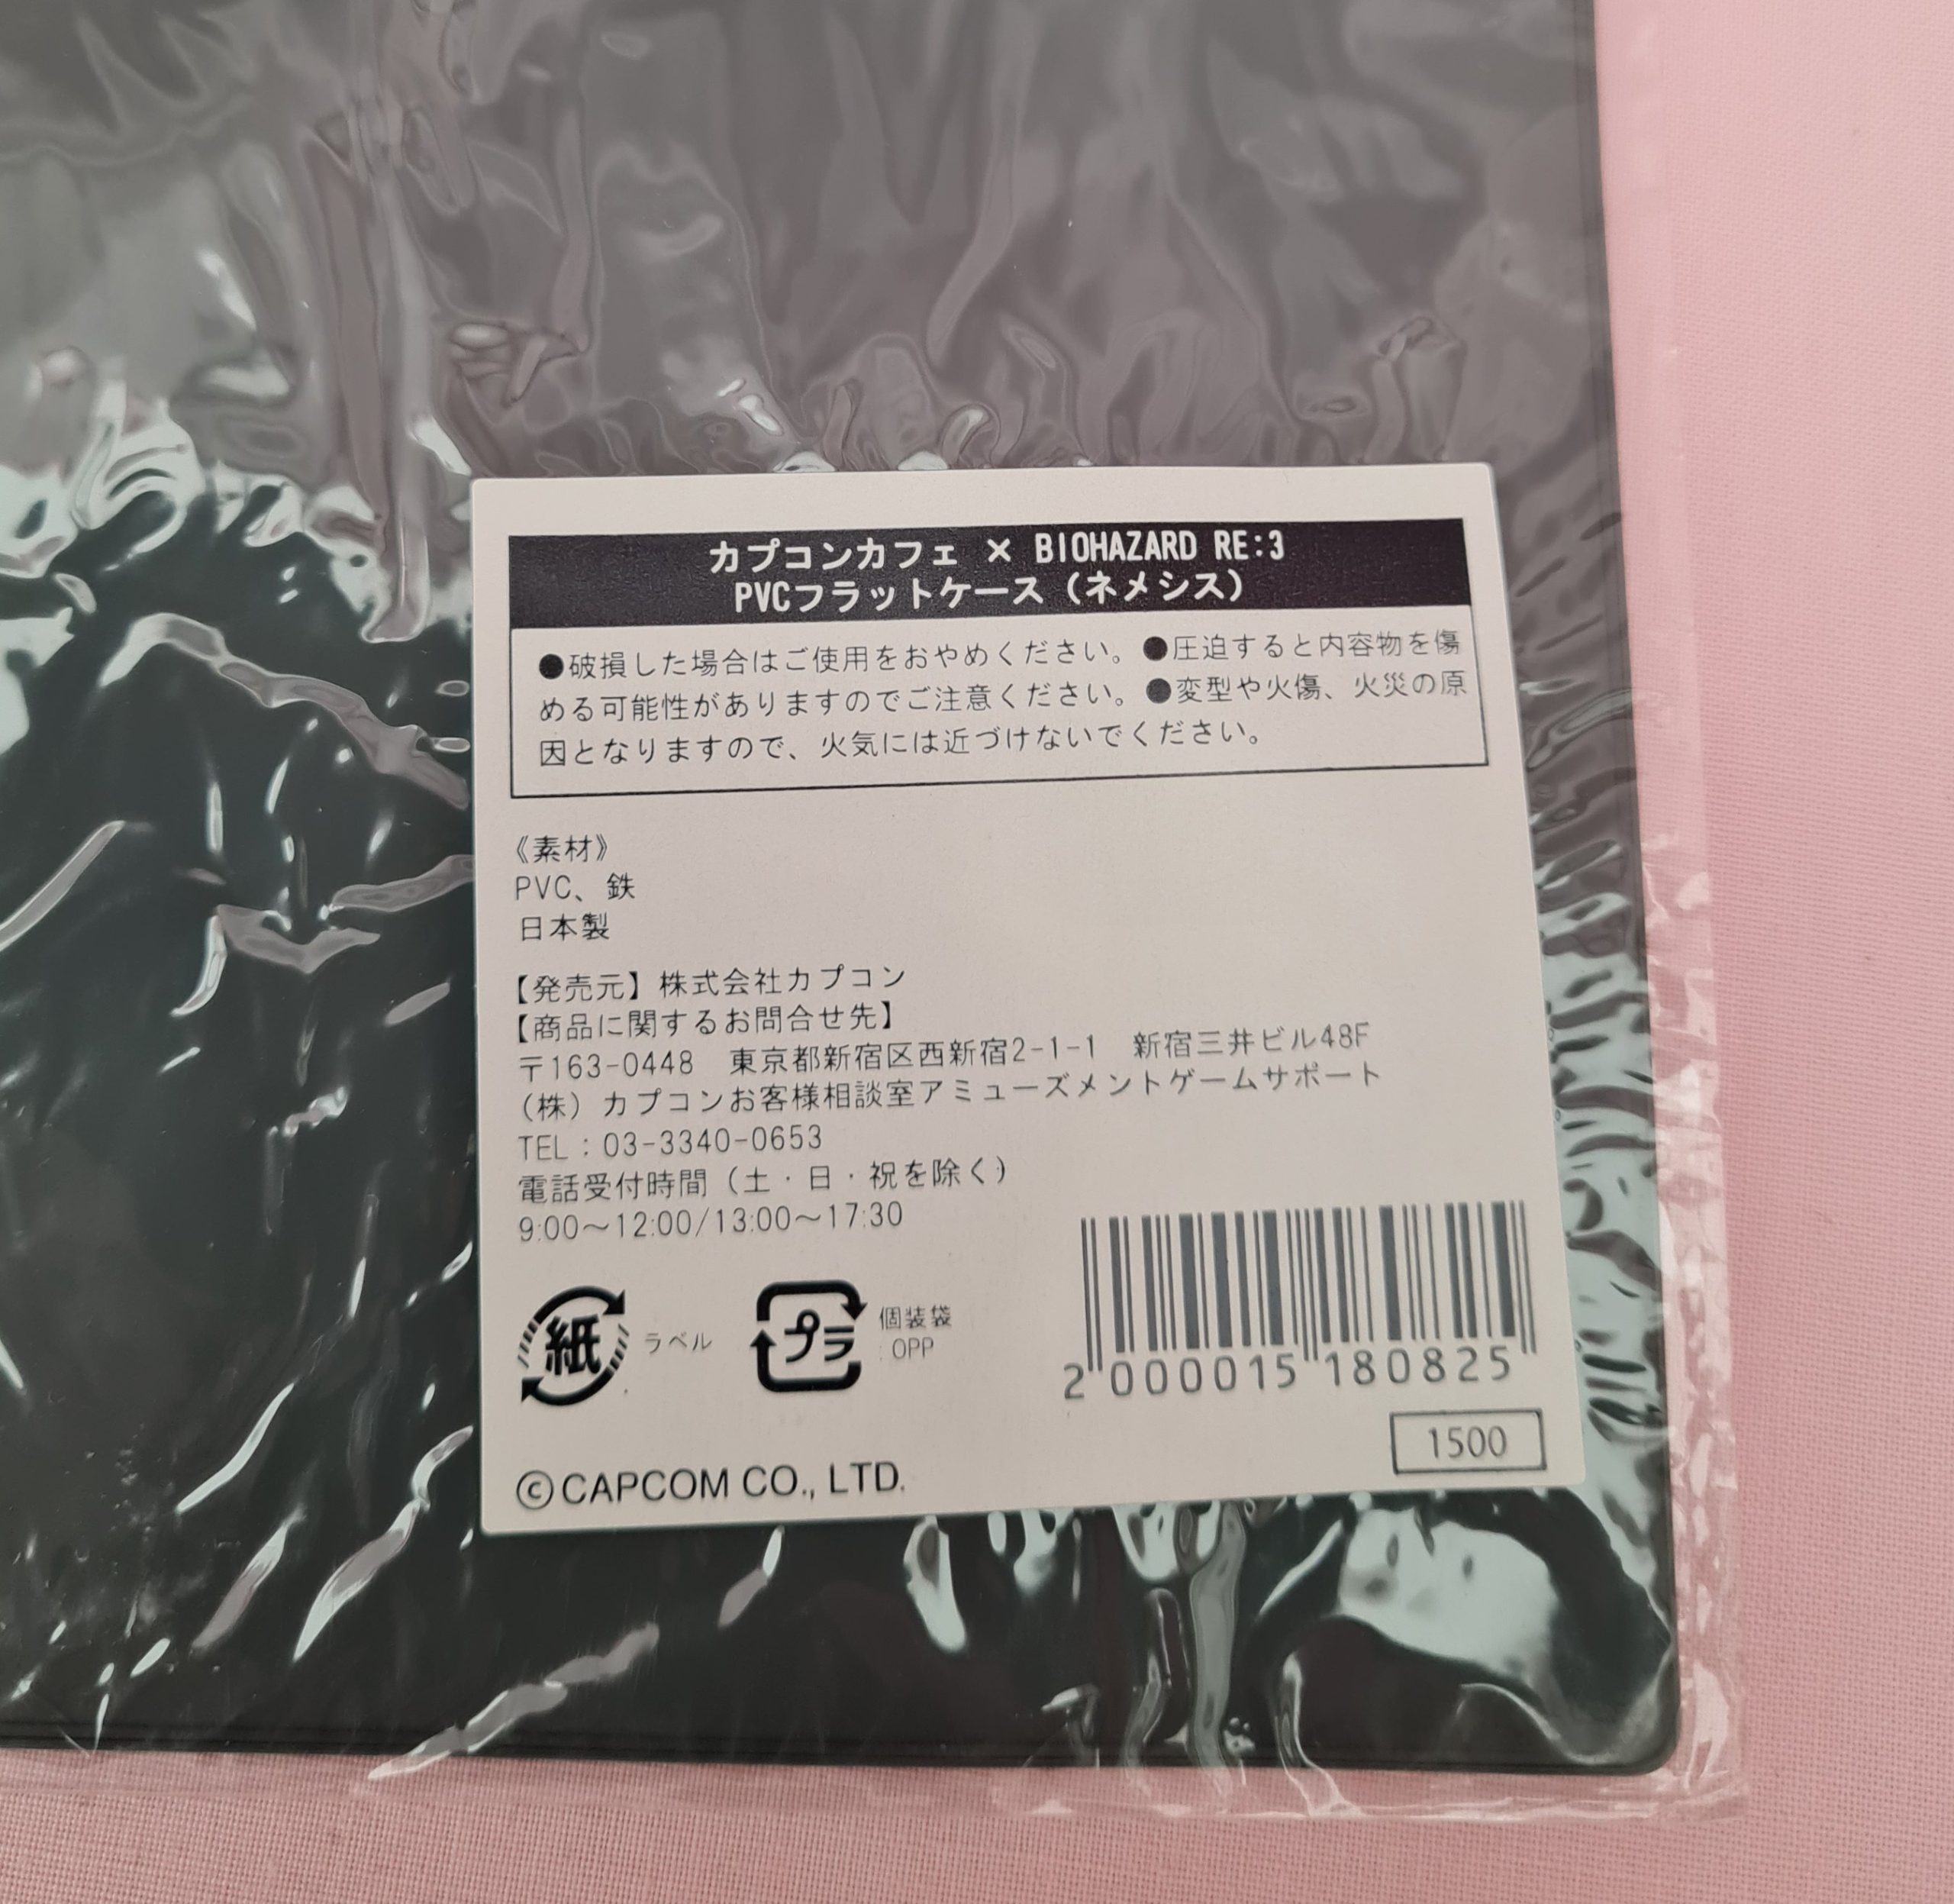 カプコンカフェ × BIOHAZARD RE:3
PVCフラットケース（ネメシス）
●破損した場合はご使用をおやめください。●圧迫すると内容物を傷
める可能性がありますのでご注意ください。●変型や火傷、火災の原
因となりますので、火気には近づけないでください。
《素材》
PVC、鉄
日本製
【発売元】株式会社カプコン
【商品に関するお問合せ先】
〒163-0448　東京都新宿区西新宿2-1-1　新宿三井ビル48F
（株）カプコンお客様相談室アミューズメントゲームサポート
TEL：03-3340-0653
電話受付時間（土・日・祝を除く）
9:00～12:00/13:00～17:30
紙 ラベル
プラ 個装袋
: OPP
2 000015 180825
1500
©CAPCOM CO., LTD.